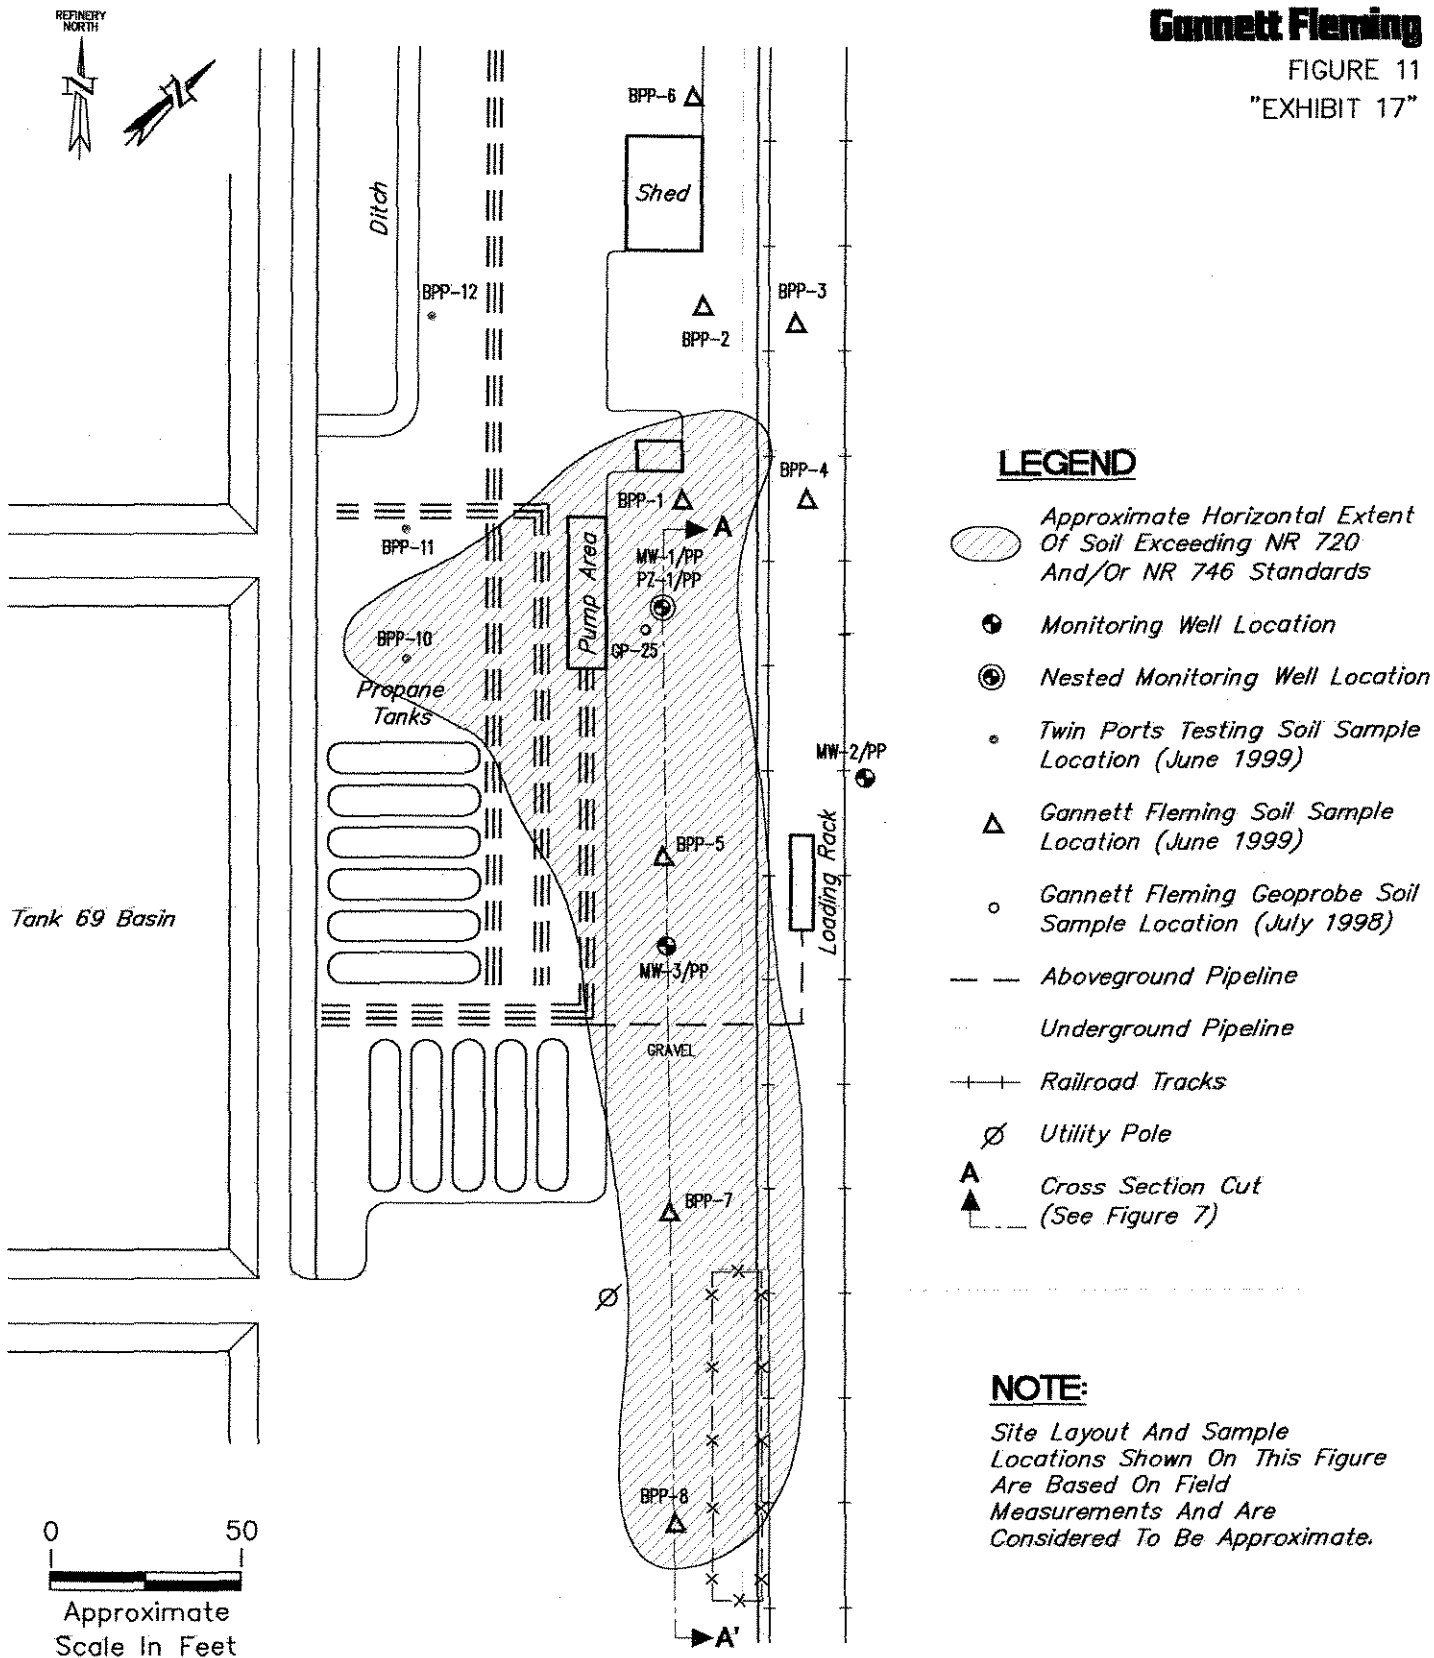 REFINERY
NORTH
N
N
Gannett Fleming
FIGURE 11
"EXHIBIT 17"
BPP-6
Shed
Ditch
BPP-12
BPP-3
BPP-2
BPP-4
BPP-1
A
BPP-11
MW-1/PP
PZ-1/PP
Pump Area
GP-25
BPP-10
Propane
Tanks
MW-2/PP
BPP-5
Loading Rack
Tank 69 Basin
MW-3/PP
GRAVEL
BPP-7
BPP-8
A'
LEGEND
Approximate Horizontal Extent
Of Soil Exceeding NR 720
And/Or NR 746 Standards
Monitoring Well Location
Nested Monitoring Well Location
Twin Ports Testing Soil Sample
Location (June 1999)
Gannett Fleming Soil Sample
Location (June 1999)
Gannett Fleming Geoprobe Soil
Sample Location (July 1998)
Aboveground Pipeline
Underground Pipeline
Railroad Tracks
Utility Pole
A
Cross Section Cut
(See Figure 7)
NOTE:
Site Layout And Sample
Locations Shown On This Figure
Are Based On Field
Measurements And Are
Considered To Be Approximate.
0 50
Approximate
Scale In Feet